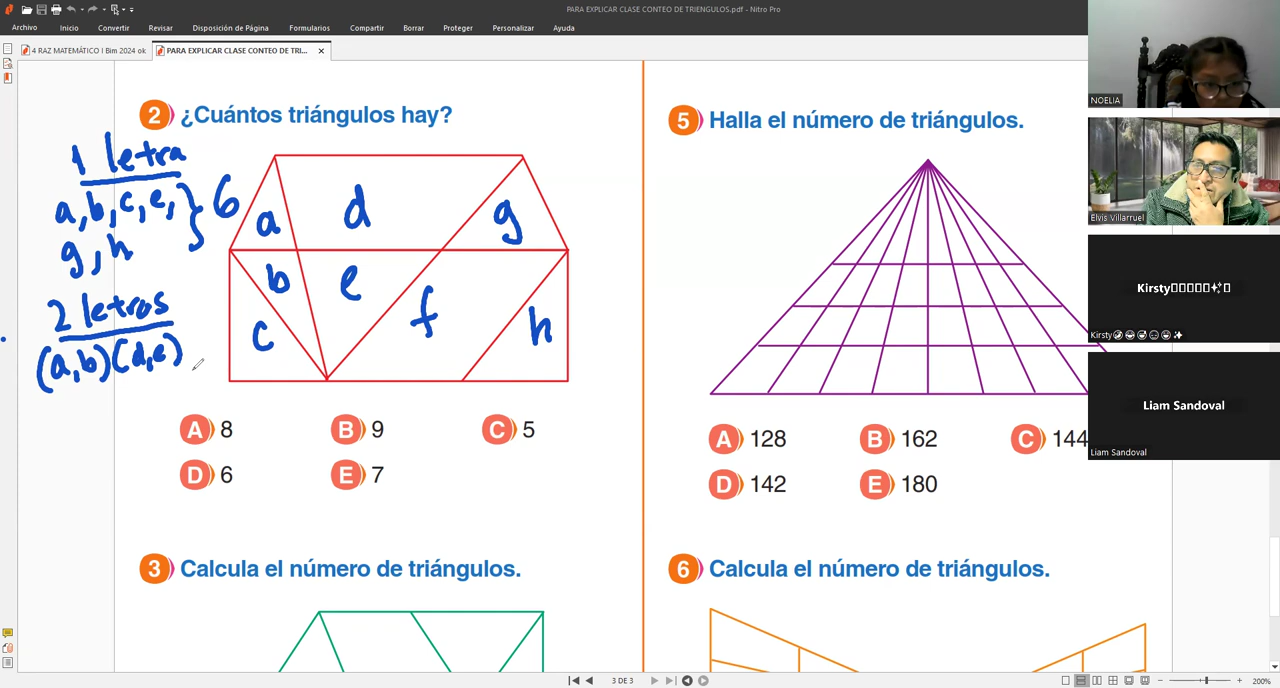 PARA EXPLICAR CLASE CONTEO DE TRIENGULOS.pdf - Nitro Pro
Archivo Inicio Convertir Revisar Disposición de Página Formularios Compartir Borrar Proteger Personalizar Ayuda
4 RAZ MATEMÁTICO I Bim 2024 ok PARA EXPLICAR CLASE CONTEO DE TRI... ×
2 ¿Cuántos triángulos hay?
1 letra
a, b, c, e,
g, h
} 6
2 letras
(a,b)(d,e)
a d g
b e
c f h
A 8 B 9 C 5
D 6 E 7
3 Calcula el número de triángulos.
5 Halla el número de triángulos.
A 128 B 162 C 144
D 142 E 180
6 Calcula el número de triángulos.
NOELIA
Elvis Villarruel
Kirsty
Kirsty
Liam Sandoval
Liam Sandoval
3 DE 3
200%